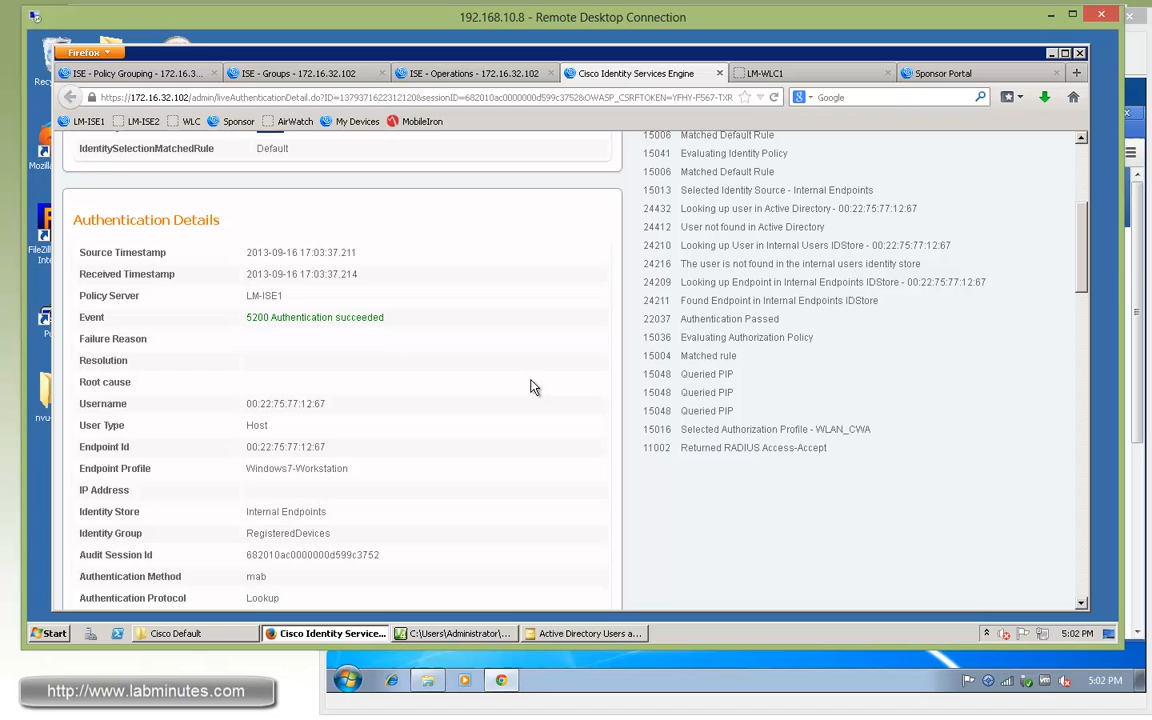 192.168.10.8 - Remote Desktop Connection
Firefox
ISE - Policy Grouping - 172.16.3...
ISE - Groups - 172.16.32.102
ISE - Operations - 172.16.32.102
Cisco Identity Services Engine
LM-WLC1
Sponsor Portal
https://172.16.32.102/admin/liveAuthenticationDetail.do?ID=1379371622312120&sessionID=682010ac0000000d599c3752&OWASP_CSRFTOKEN=YFHY-F567-TXR
Google
LM-ISE1
LM-ISE2
WLC
Sponsor
AirWatch
My Devices
MobileIron
IdentitySelectionMatchedRule Default
Authentication Details
Source Timestamp 2013-09-16 17:03:37.211
Received Timestamp 2013-09-16 17:03:37.214
Policy Server LM-ISE1
Event 5200 Authentication succeeded
Failure Reason
Resolution
Root cause
Username 00:22:75:77:12:67
User Type Host
Endpoint Id 00:22:75:77:12:67
Endpoint Profile Windows7-Workstation
IP Address
Identity Store Internal Endpoints
Identity Group RegisteredDevices
Audit Session Id 682010ac0000000d599c3752
Authentication Method mab
Authentication Protocol Lookup
15006 Matched Default Rule
15041 Evaluating Identity Policy
15006 Matched Default Rule
15013 Selected Identity Source - Internal Endpoints
24432 Looking up user in Active Directory - 00:22:75:77:12:67
24412 User not found in Active Directory
24210 Looking up User in Internal Users IDStore - 00:22:75:77:12:67
24216 The user is not found in the internal users identity store
24209 Looking up Endpoint in Internal Endpoints IDStore - 00:22:75:77:12:67
24211 Found Endpoint in Internal Endpoints IDStore
22037 Authentication Passed
15036 Evaluating Authorization Policy
15004 Matched rule
15048 Queried PIP
15048 Queried PIP
15048 Queried PIP
15016 Selected Authorization Profile - WLAN_CWA
11002 Returned RADIUS Access-Accept
Start
Cisco Default
Cisco Identity Service...
C:\Users\Administrator\...
Active Directory Users a...
5:02 PM
5:02 PM
http://www.labminutes.com